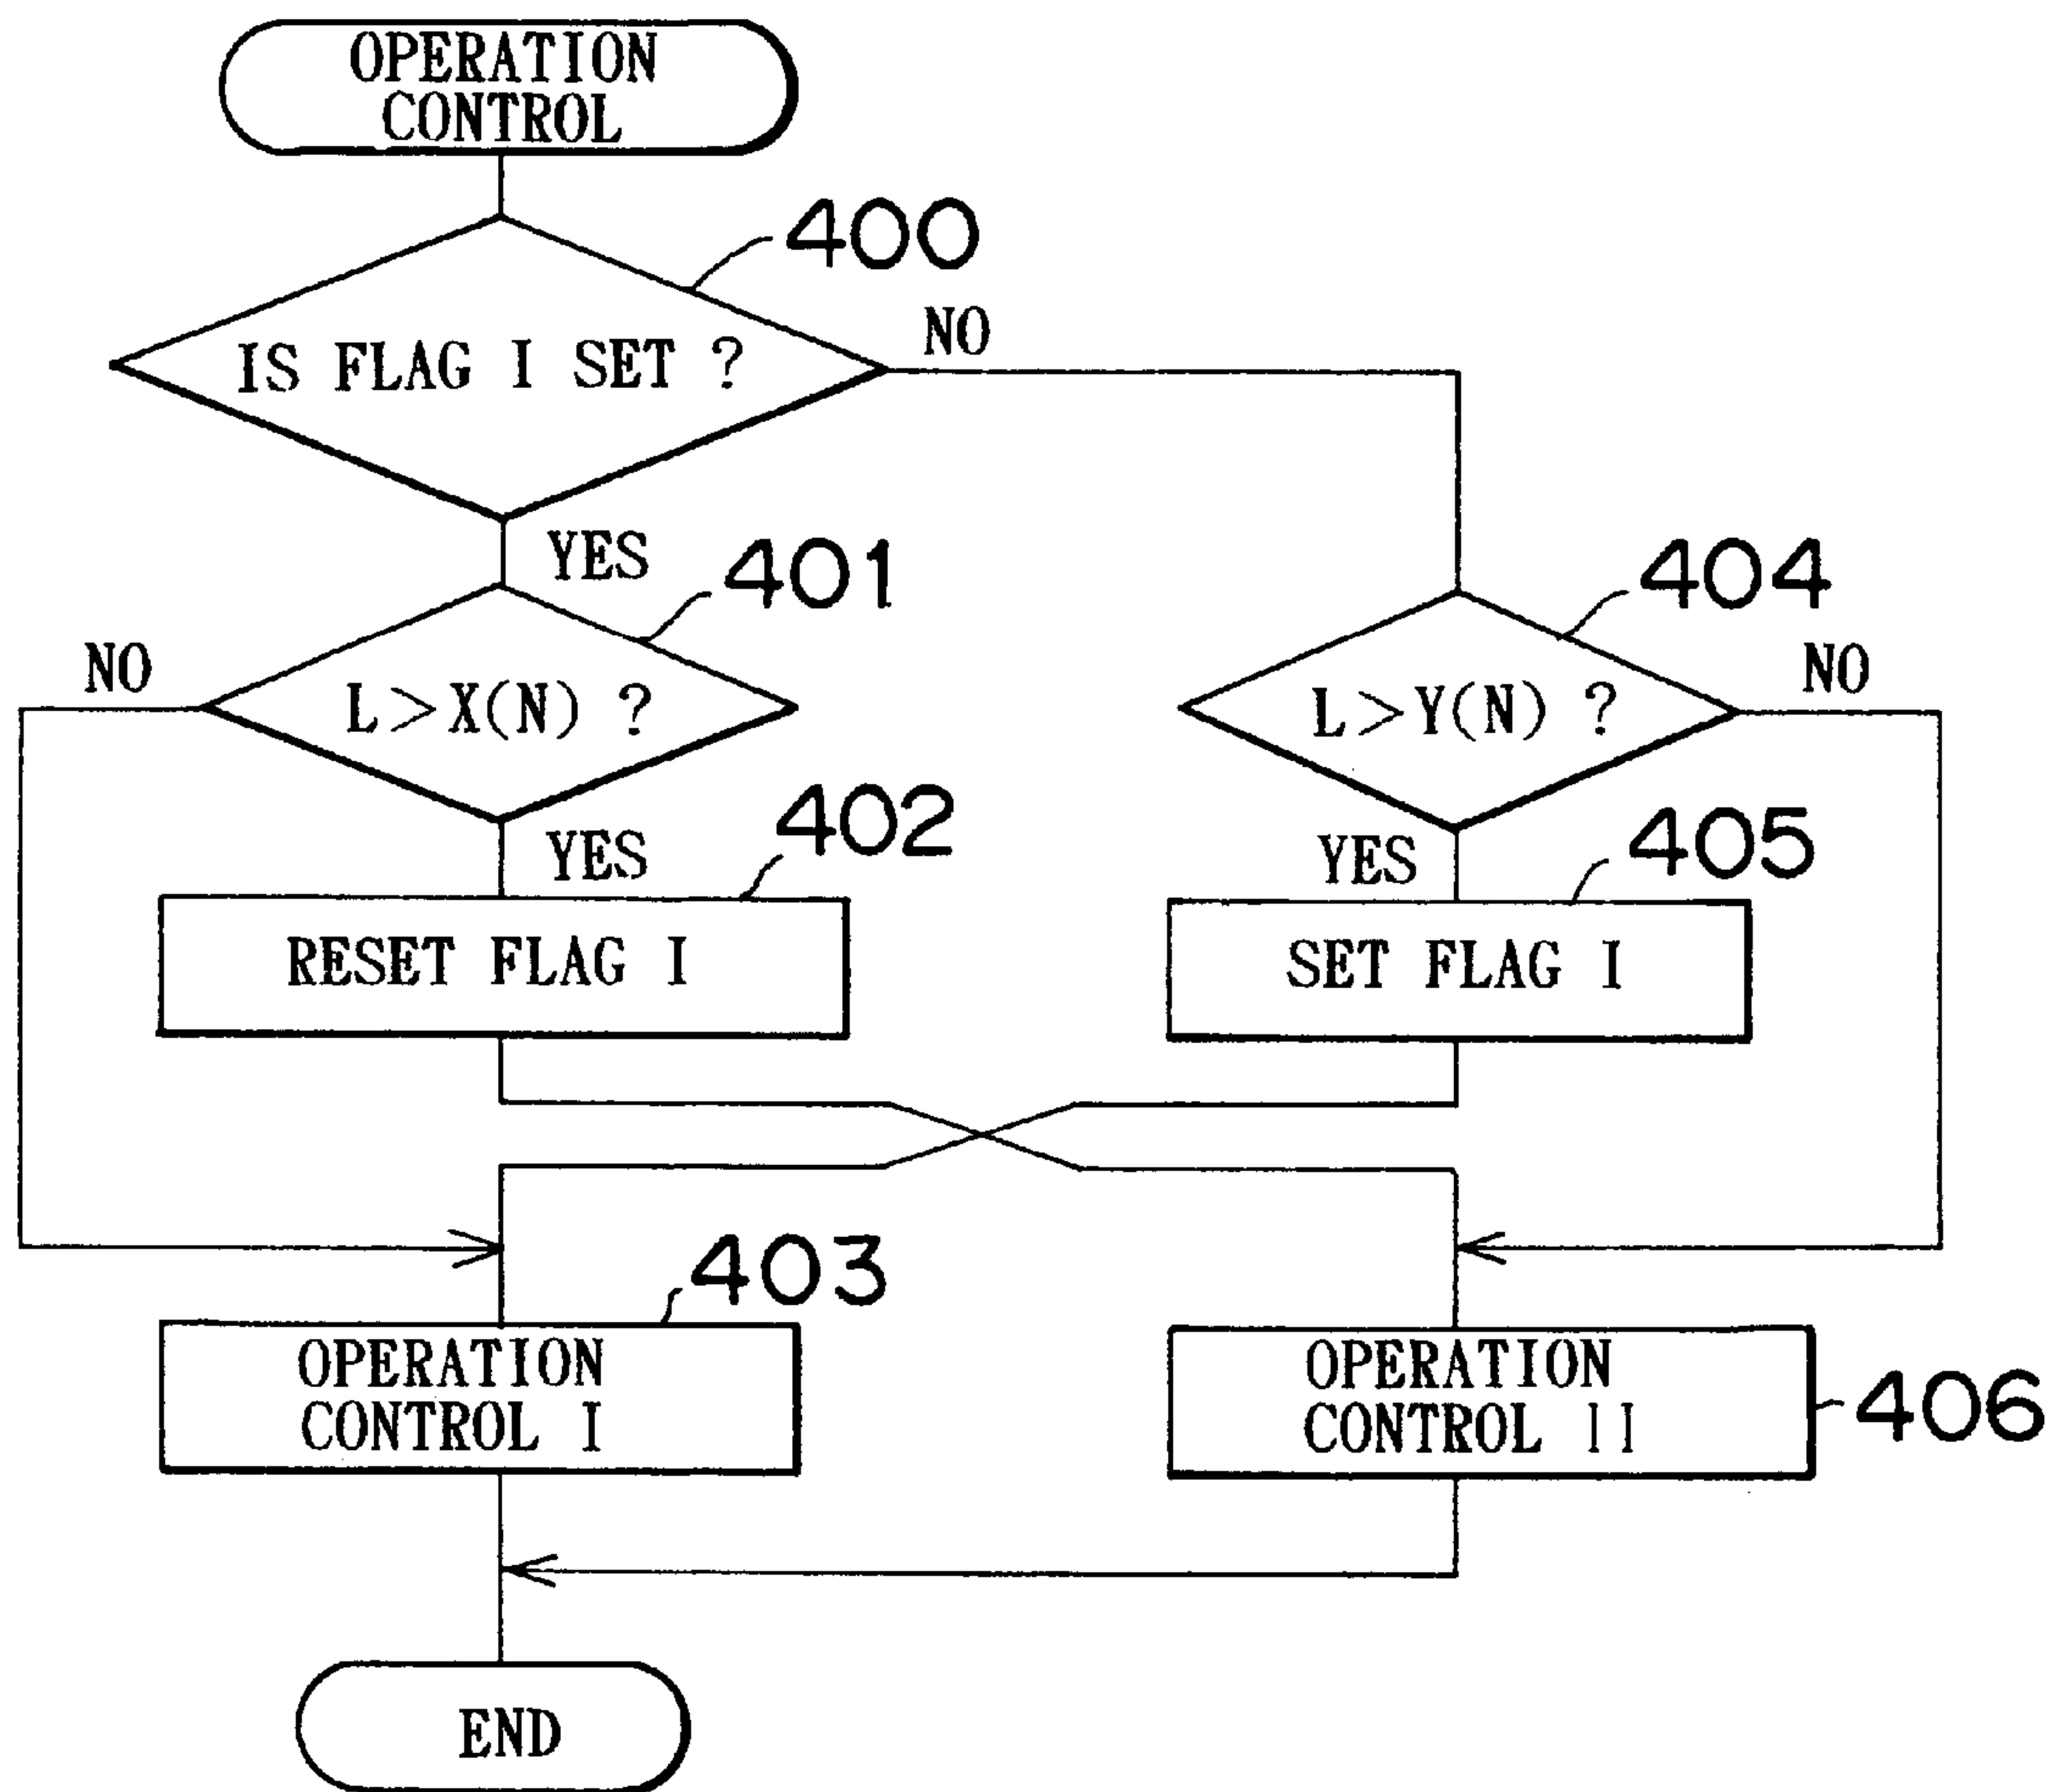 OPERATION
CONTROL
400
IS FLAG I SET ?
NO
YES
401
404
NO
L>X(N) ?
L>Y(N) ?
NO
YES
402
YES
405
RESET FLAG I
SET FLAG I
403
OPERATION
CONTROL I
OPERATION
CONTROL II
406
END